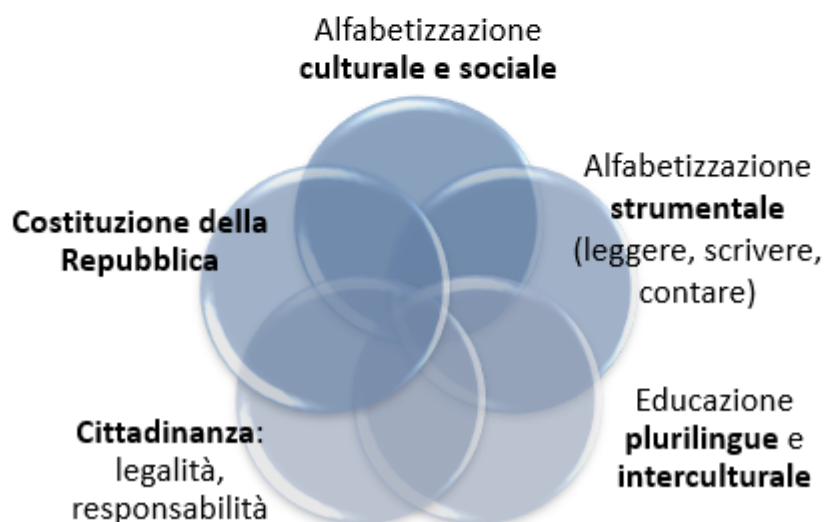 Alfabetizzazione
culturale e sociale
Alfabetizzazione
strumentale
(leggere, scrivere,
contare)
Costituzione della
Repubblica
Educazione
plurilingue e
interculturale
Cittadinanza:
legalità,
responsabilità